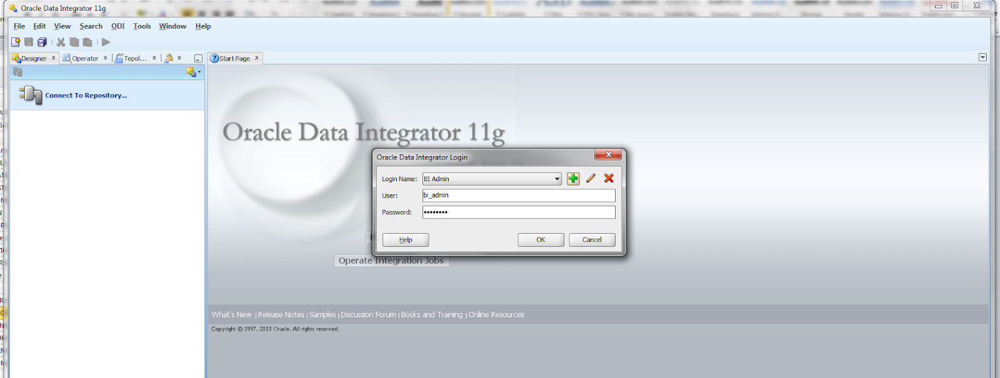 Oracle Data Integrator 11g
File Edit View Search ODI Tools Window Help
Designer x Operator x Topol... x x Start Page x
Connect To Repository...
Oracle Data Integrator 11g
Oracle Data Integrator Login
Login Name: BI Admin
User: bi_admin
Password: ••••••••
Help OK Cancel
Operate Integration Jobs
What's New | Release Notes | Samples | Discussion Forum | Books and Training | Online Resources
Copyright © 1997, 2013 Oracle. All rights reserved.